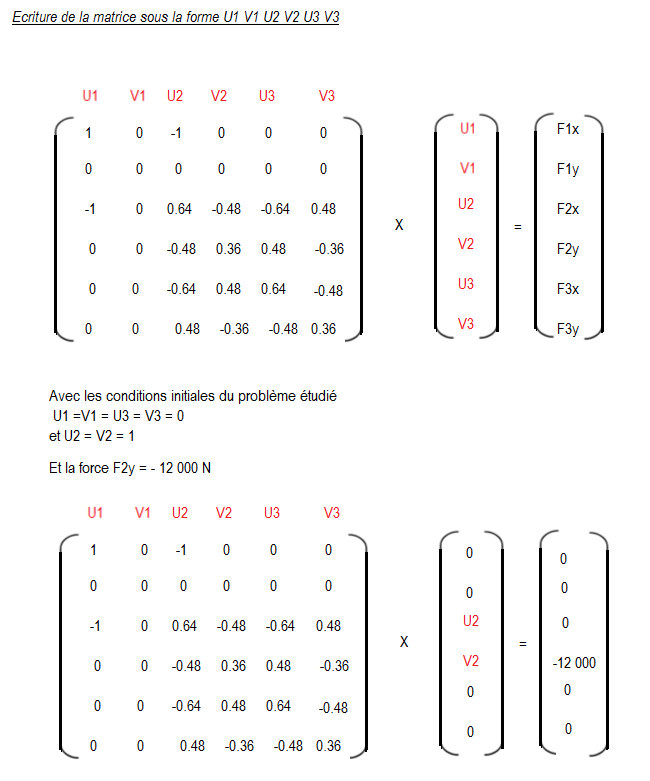 Ecriture de la matrice sous la forme U1 V1 U2 V2 U3 V3
U1 V1 U2 V2 U3 V3
1 0 -1 0 0 0 U1 F1x
0 0 0 0 0 0 V1 F1y
-1 0 0.64 -0.48 -0.64 0.48 U2 F2x
X =
0 0 -0.48 0.36 0.48 -0.36 V2 F2y
0 0 -0.64 0.48 0.64 -0.48 U3 F3x
0 0 0.48 -0.36 -0.48 0.36 V3 F3y
Avec les conditions initiales du problème étudié
U1 =V1 = U3 = V3 = 0
et U2 = V2 = 1
Et la force F2y = - 12 000 N
U1 V1 U2 V2 U3 V3
1 0 -1 0 0 0 0 0
0 0 0 0 0 0 0 0
-1 0 0.64 -0.48 -0.64 0.48 U2 0
X =
0 0 -0.48 0.36 0.48 -0.36 V2 -12 000
0 0 -0.64 0.48 0.64 -0.48 0 0
0 0 0.48 -0.36 -0.48 0.36 0 0